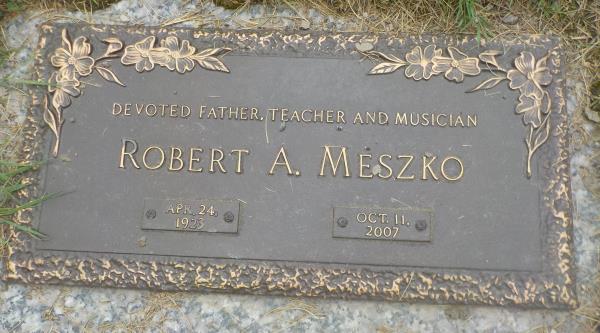 DEVOTED FATHER, TEACHER AND MUSICIAN
ROBERT A. MESZKO
APR. 24,
1923
OCT. 11,
2007